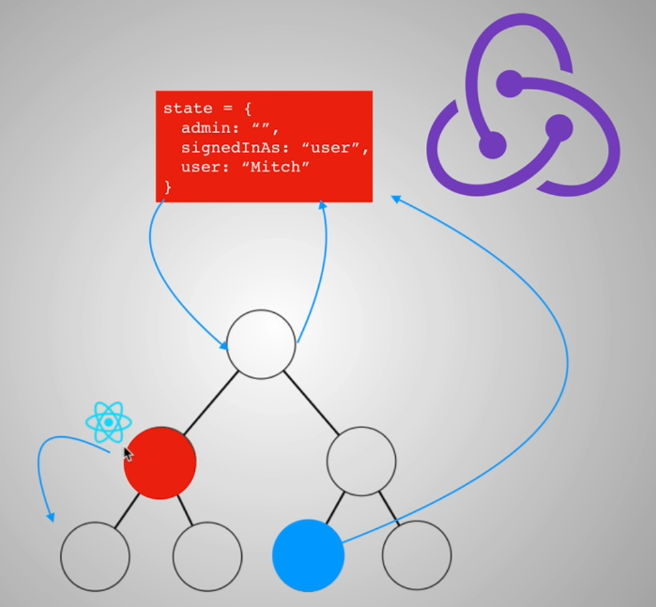 state = {
admin: “”,
signedInAs: “user”,
user: “Mitch”
}